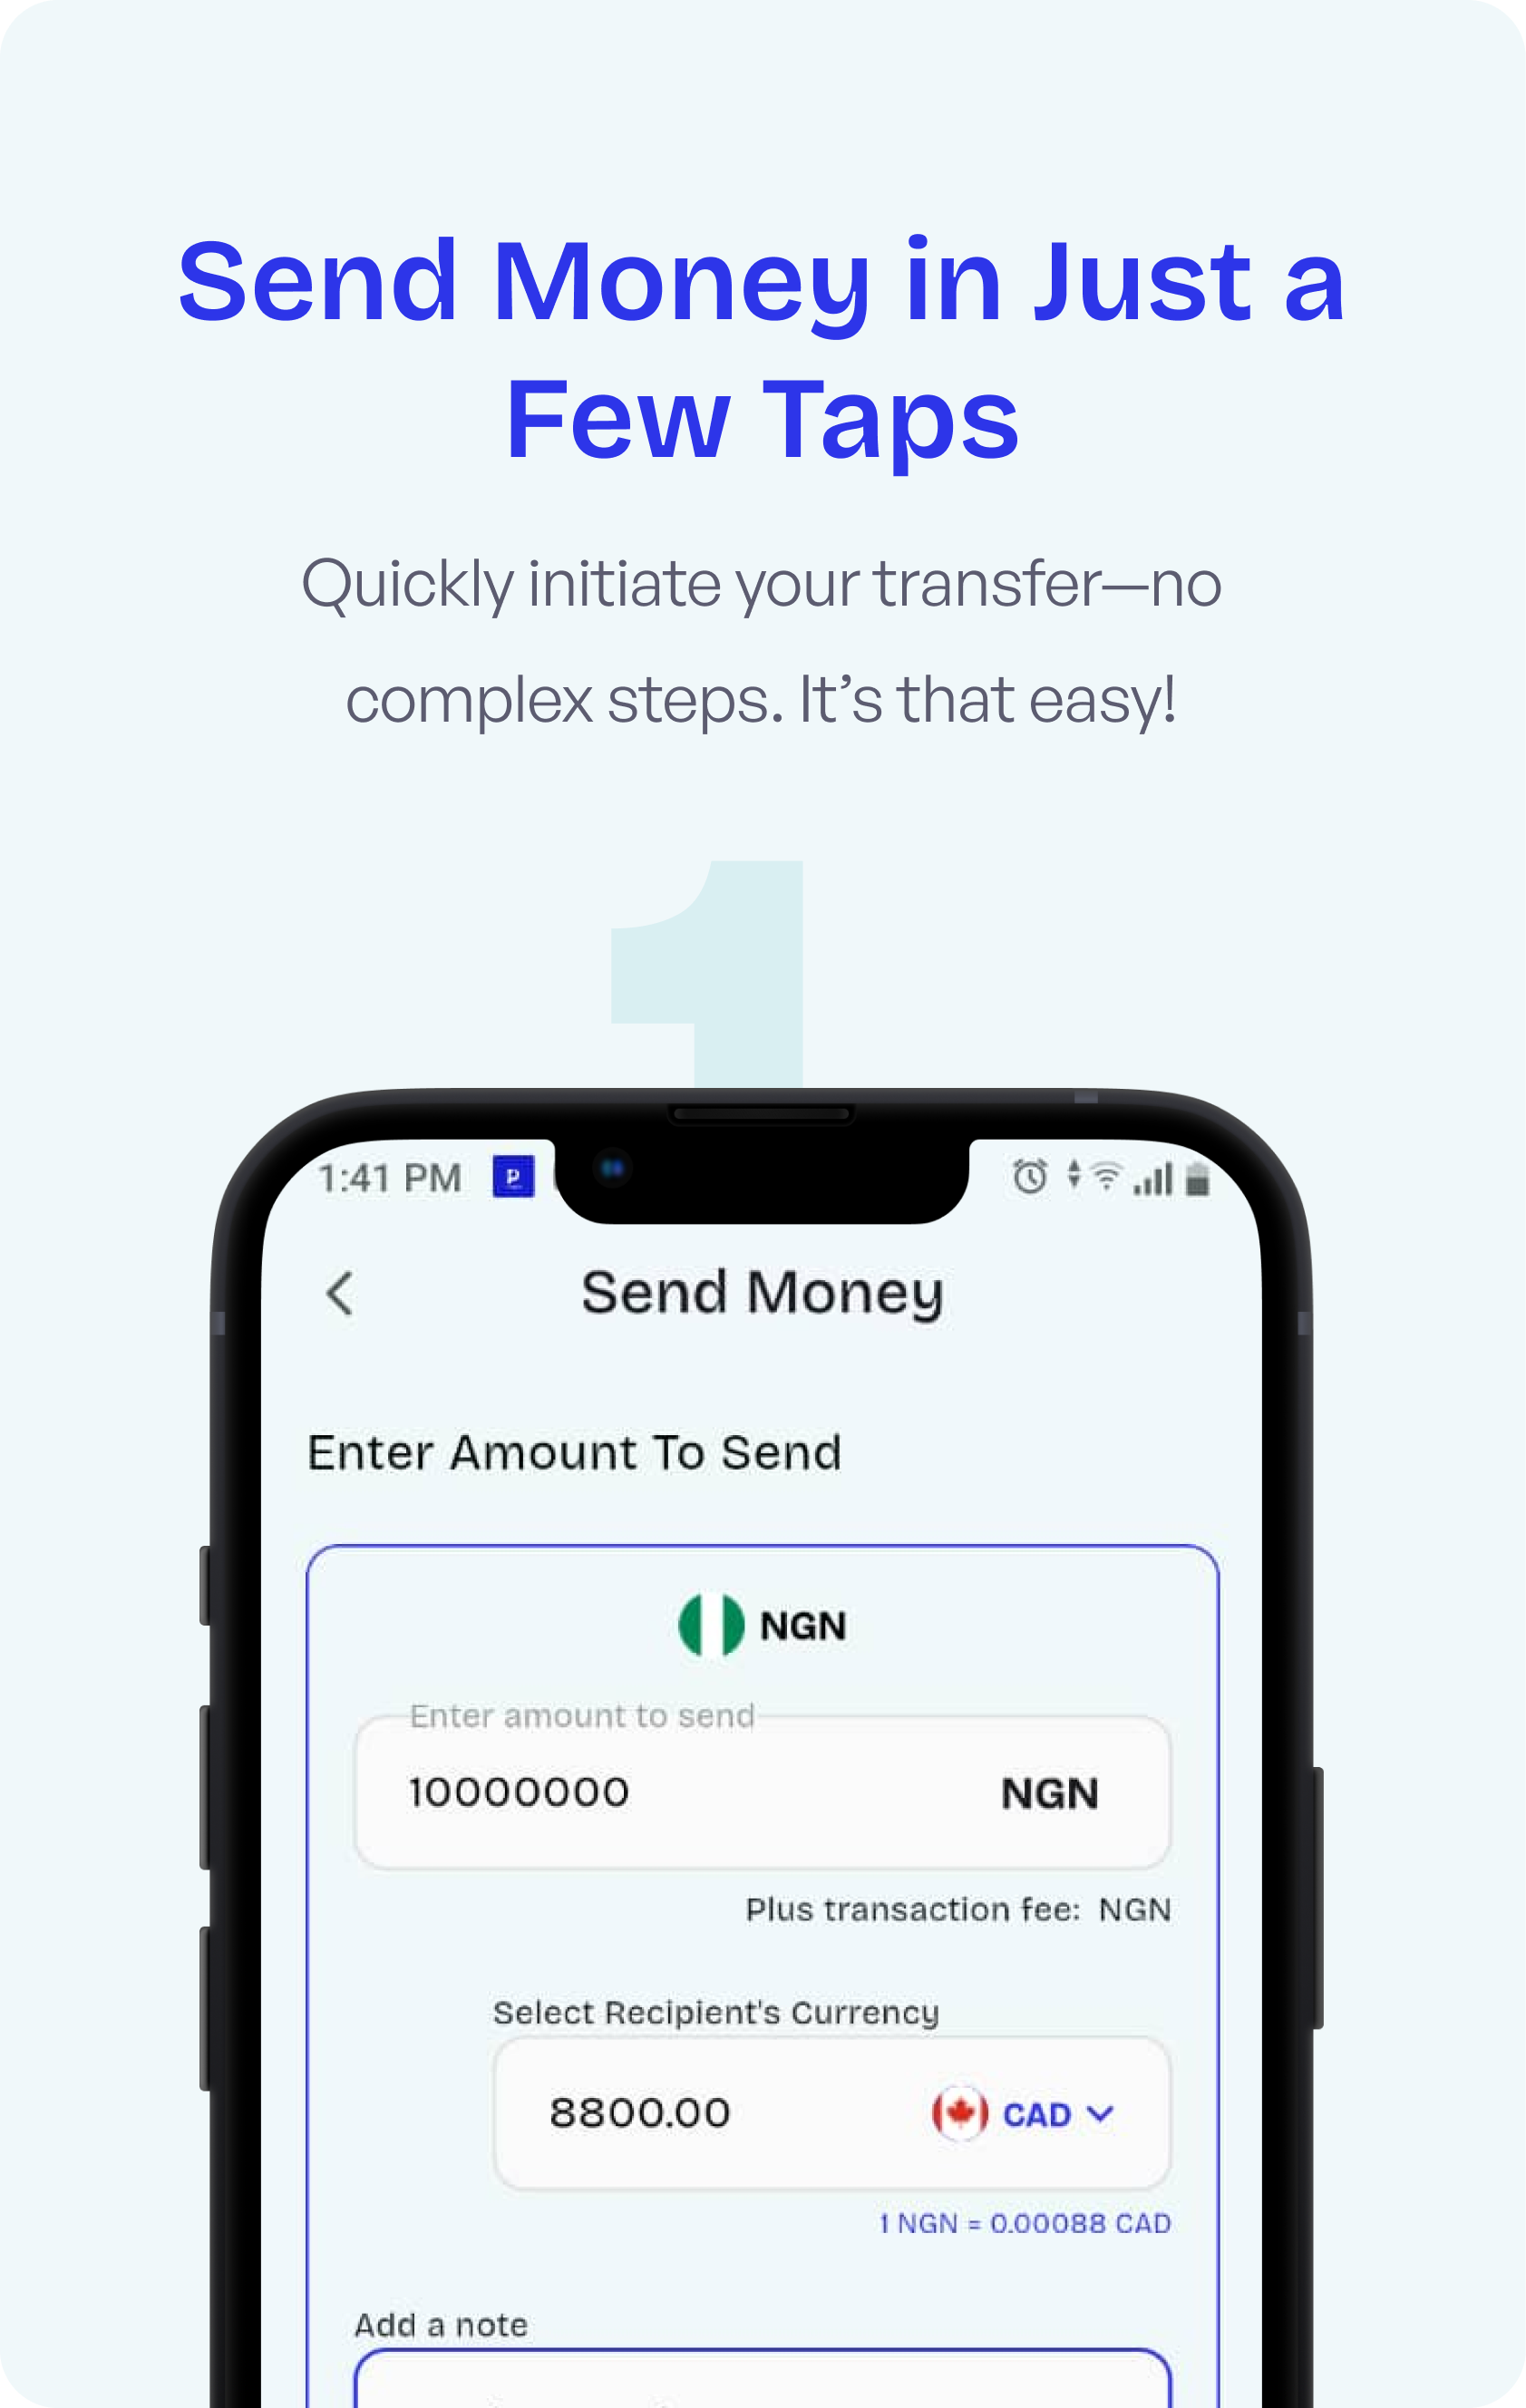 Send Money in Just a
Few Taps
Quickly initiate your transfer—no
complex steps. It’s that easy!
1
1:41 PM
P
Send Money
Enter Amount To Send
NGN
Enter amount to send
10000000 NGN
Plus transaction fee: NGN
Select Recipient's Currency
8800.00 CAD
1 NGN = 0.00088 CAD
Add a note